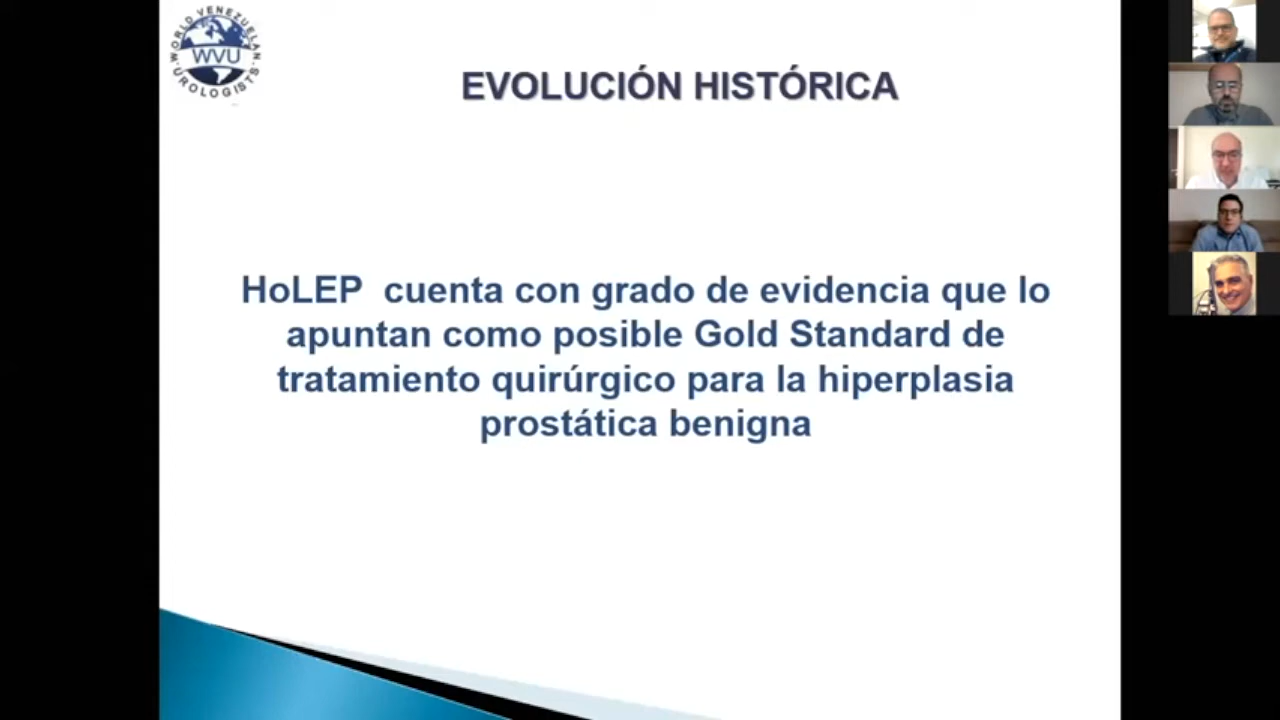 WORLD VENEZUELAN
WVU
UROLOGISTS
EVOLUCIÓN HISTÓRICA
HoLEP cuenta con grado de evidencia que lo
apuntan como posible Gold Standard de
tratamiento quirúrgico para la hiperplasia
prostática benigna